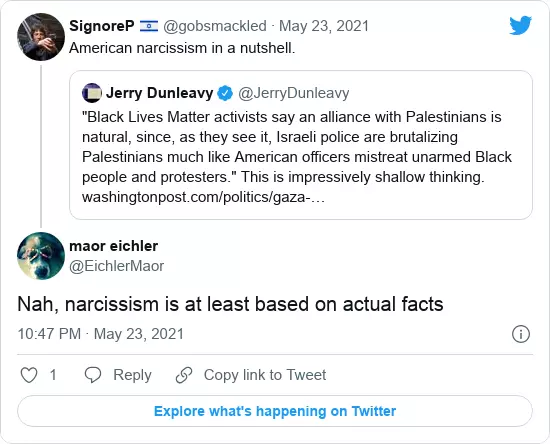 SignoreP 🇮🇱 @gobsmackled · May 23, 2021
American narcissism in a nutshell.
Jerry Dunleavy @JerryDunleavy
"Black Lives Matter activists say an alliance with Palestinians is
natural, since, as they see it, Israeli police are brutalizing
Palestinians much like American officers mistreat unarmed Black
people and protesters." This is impressively shallow thinking.
washingtonpost.com/politics/gaza-…
maor eichler
@EichlerMaor
Nah, narcissism is at least based on actual facts
10:47 PM · May 23, 2021
1 Reply Copy link to Tweet
Explore what's happening on Twitter